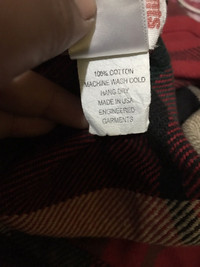 100% COTTON
MACHINE WASH COLD
HANG DRY
MADE IN USA
ENGINEERED
GARMENTS